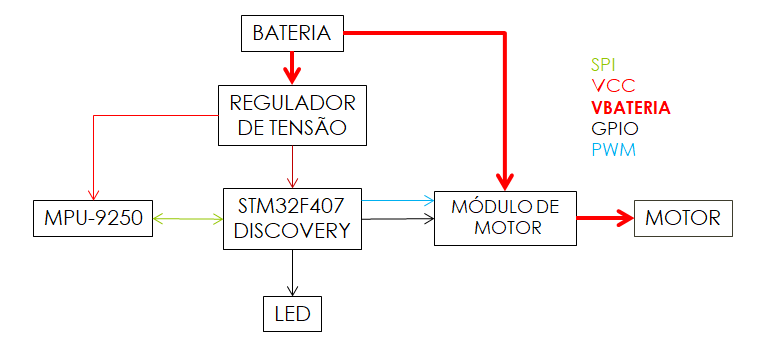 BATERIA
REGULADOR
DE TENSÃO
SPI
VCC
VBATERIA
GPIO
PWM
MPU-9250
STM32F407
DISCOVERY
MÓDULO DE
MOTOR
MOTOR
LED